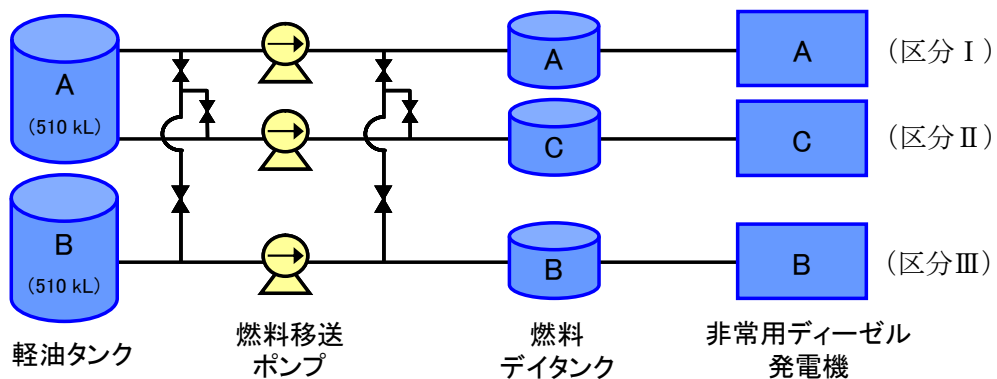 A
(510 kL)
A
A
(区分Ⅰ)
C
C
(区分Ⅱ)
B
(510 kL)
B
B
(区分Ⅲ)
軽油タンク
燃料移送
ポンプ
燃料
デイタンク
非常用ディーゼル
発電機